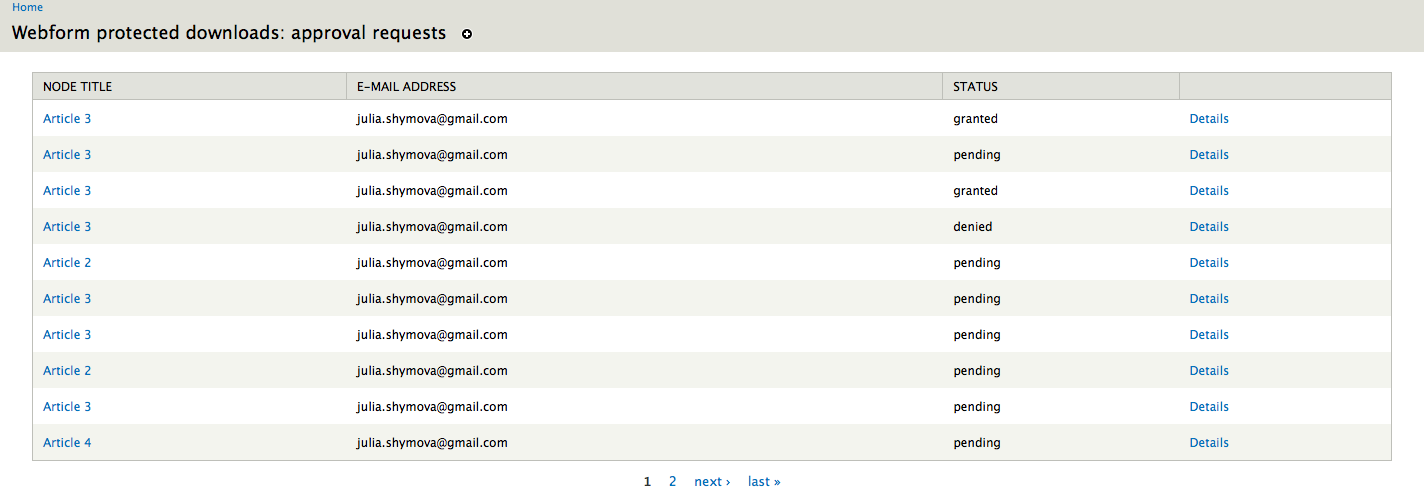 Home
Webform protected downloads: approval requests
NODE TITLE E-MAIL ADDRESS STATUS
Article 3 julia.shymova@gmail.com granted Details
Article 3 julia.shymova@gmail.com pending Details
Article 3 julia.shymova@gmail.com granted Details
Article 3 julia.shymova@gmail.com denied Details
Article 2 julia.shymova@gmail.com pending Details
Article 3 julia.shymova@gmail.com pending Details
Article 3 julia.shymova@gmail.com pending Details
Article 2 julia.shymova@gmail.com pending Details
Article 3 julia.shymova@gmail.com pending Details
Article 4 julia.shymova@gmail.com pending Details
1 2 next › last »